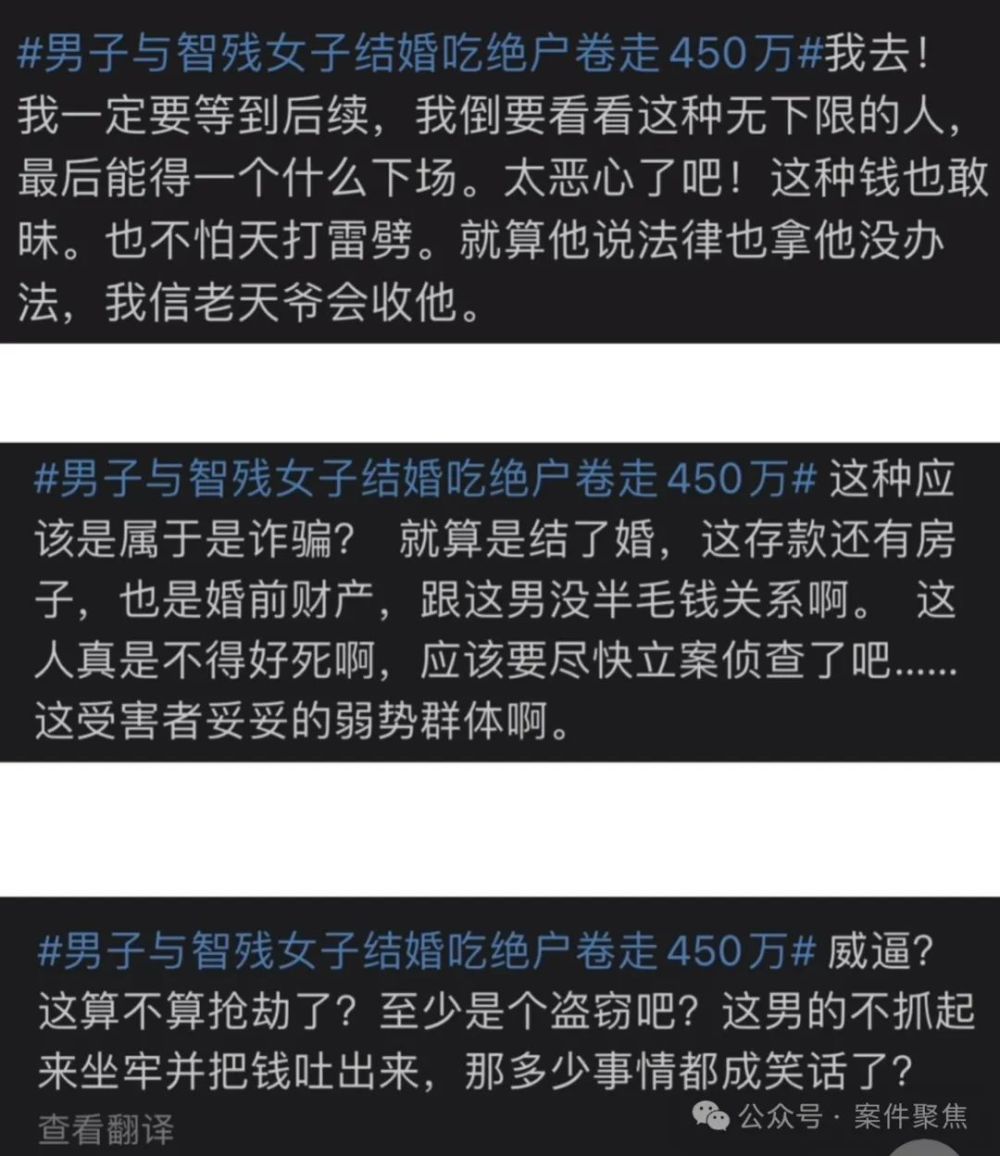 #男子与智残女子结婚吃绝户卷走450万#我去！
我一定要等到后续，我倒要看看这种无下限的人，
最后能得一个什么下场。太恶心了吧！这种钱也敢
昧。也不怕天打雷劈。就算他说法律也拿他没办
法，我信老天爷会收他。
#男子与智残女子结婚吃绝户卷走450万# 这种应
该是属于是诈骗？ 就算是结了婚，这存款还有房
子，也是婚前财产，跟这男没半毛钱关系啊。 这
人真是不得好死啊，应该要尽快立案侦查了吧......
这受害者妥妥的弱势群体啊。
#男子与智残女子结婚吃绝户卷走450万# 威逼？
这算不算抢劫了？至少是个盗窃吧？这男的不抓起
来坐牢并把钱吐出来，那多少事情都成笑话了？
查看翻译
公众号 · 案件聚焦